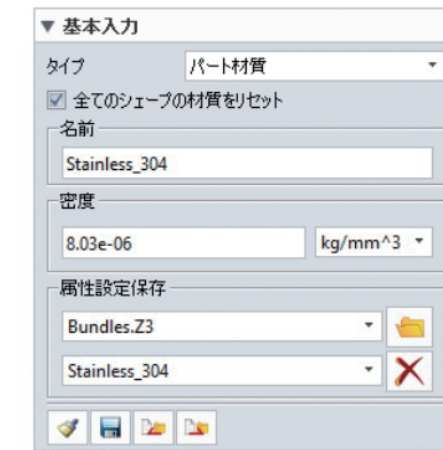 基本入力
タイプ パート材質
全てのシェープの材質をリセット
名前
Stainless_304
密度
8.03e-06 kg/mm^3
属性設定保存
Bundles.Z3
Stainless_304